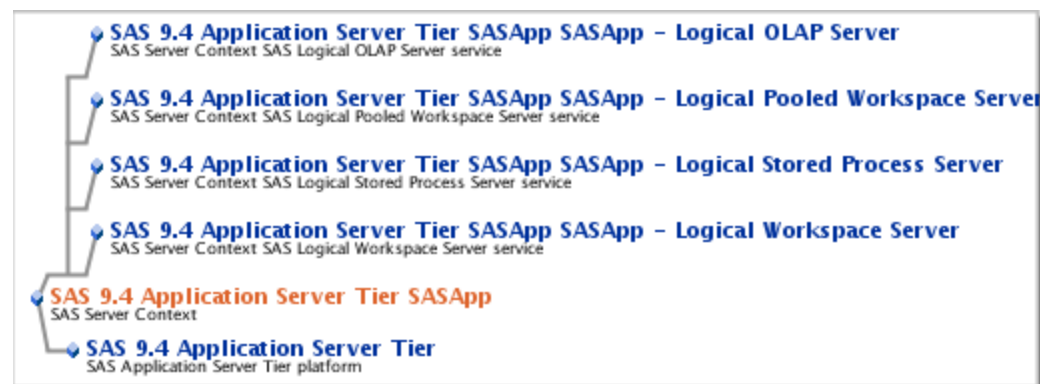 SAS 9.4 Application Server Tier SASApp SASApp - Logical OLAP Server
SAS Server Context SAS Logical OLAP Server service
SAS 9.4 Application Server Tier SASApp SASApp - Logical Pooled Workspace Server
SAS Server Context SAS Logical Pooled Workspace Server service
SAS 9.4 Application Server Tier SASApp SASApp - Logical Stored Process Server
SAS Server Context SAS Logical Stored Process Server service
SAS 9.4 Application Server Tier SASApp SASApp - Logical Workspace Server
SAS Server Context SAS Logical Workspace Server service
SAS 9.4 Application Server Tier SASApp
SAS Server Context
SAS 9.4 Application Server Tier
SAS Application Server Tier platform